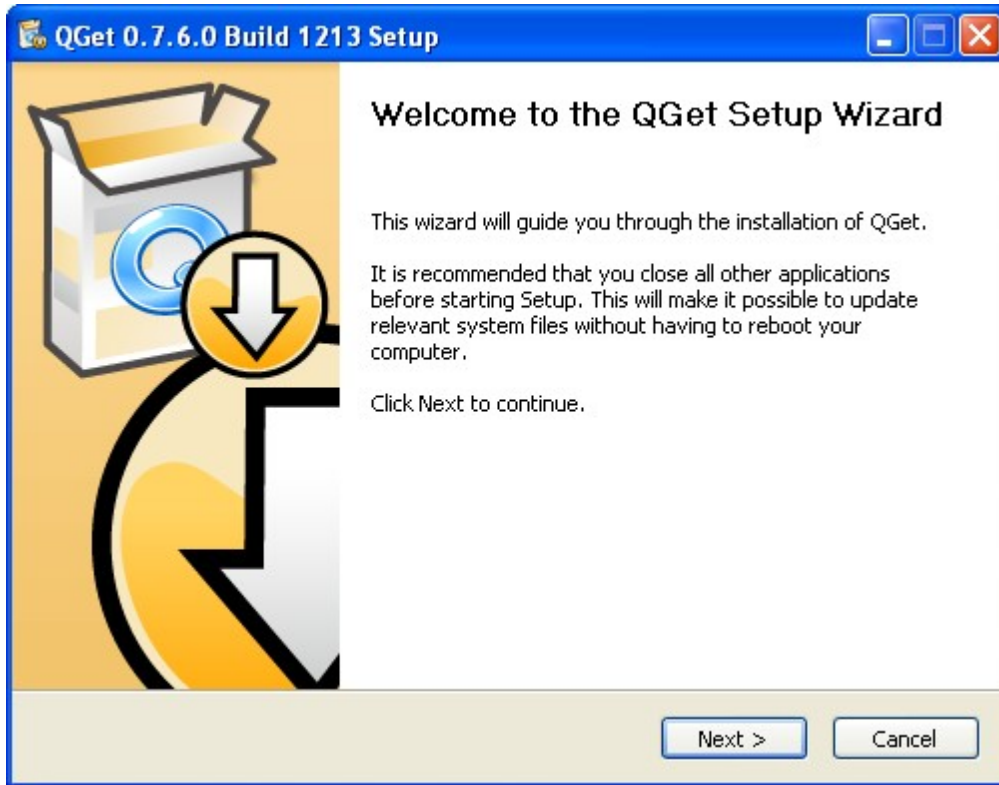 QGet 0.7.6.0 Build 1213 Setup
Welcome to the QGet Setup Wizard
This wizard will guide you through the installation of QGet.
It is recommended that you close all other applications
before starting Setup. This will make it possible to update
relevant system files without having to reboot your
computer.
Click Next to continue.
Q
Next >
Cancel